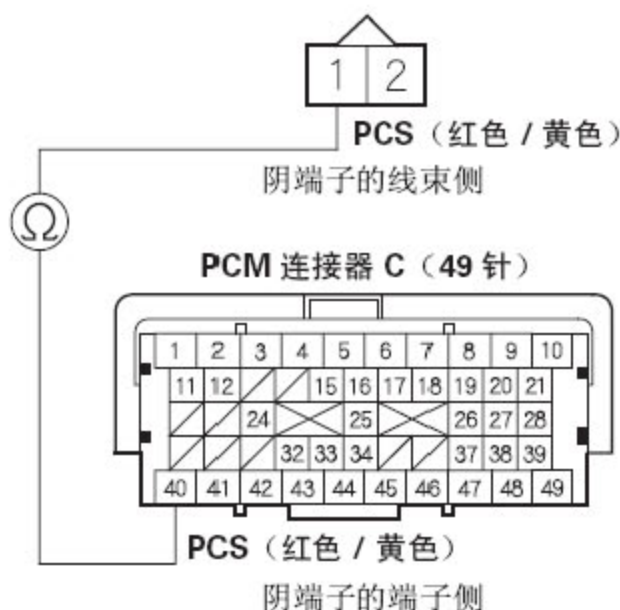 1 2
PCS（红色 / 黄色）
阴端子的线束侧
Ω
PCM 连接器 C（49 针）
1 2 3 4 5 6 7 8 9 10
11 12 15 16 17 18 19 20 21
24 25 26 27 28
32 33 34 37 38 39
40 41 42 43 44 45 46 47 48 49
PCS（红色 / 黄色）
阴端子的端子侧